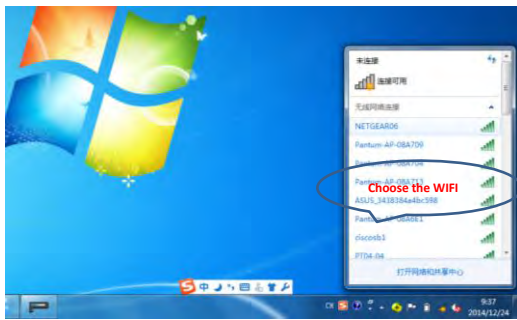 未连接
连接可用
无线网络连接
NETGEAR06
Pantum-AP-08A709
Pantum-AP-08A704
Pantum-AP-08A713
Choose the WIFI
ASUS_3438384a4bc598
Pantum-AP-08A6E1
ciscosb1
PT04-04
打开网络和共享中心
中
CH
9:37
2014/12/24